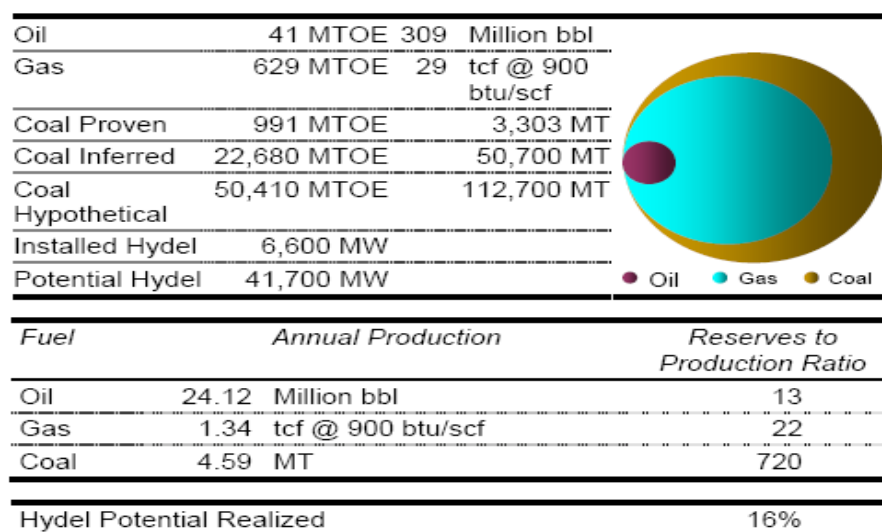 Oil 41 MTOE 309 Million bbl
Gas 629 MTOE 29 tcf @ 900
btu/scf
Coal Proven 991 MTOE 3,303 MT
Coal Inferred 22,680 MTOE 50,700 MT
Coal 50,410 MTOE 112,700 MT
Hypothetical
Installed Hydel 6,600 MW
Potential Hydel 41,700 MW
Oil Gas Coal
Fuel Annual Production Reserves to
Production Ratio
Oil 24.12 Million bbl 13
Gas 1.34 tcf @ 900 btu/scf 22
Coal 4.59 MT 720
Hydel Potential Realized 16%